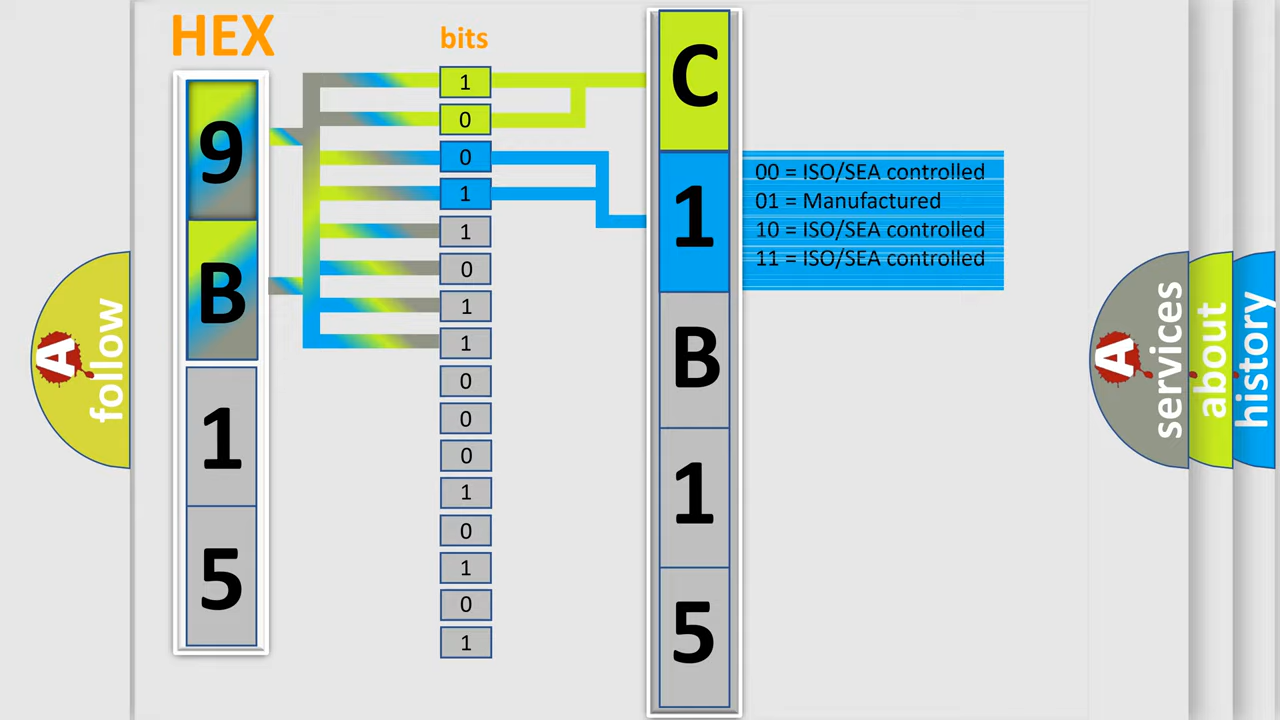 HEX
9
B
1
5
bits
1
0
0
1
1
0
1
1
0
0
0
1
0
1
0
1
C
1
B
1
5
00 = ISO/SEA controlled
01 = Manufactured
10 = ISO/SEA controlled
11 = ISO/SEA controlled
A
follow
A
services
about
history